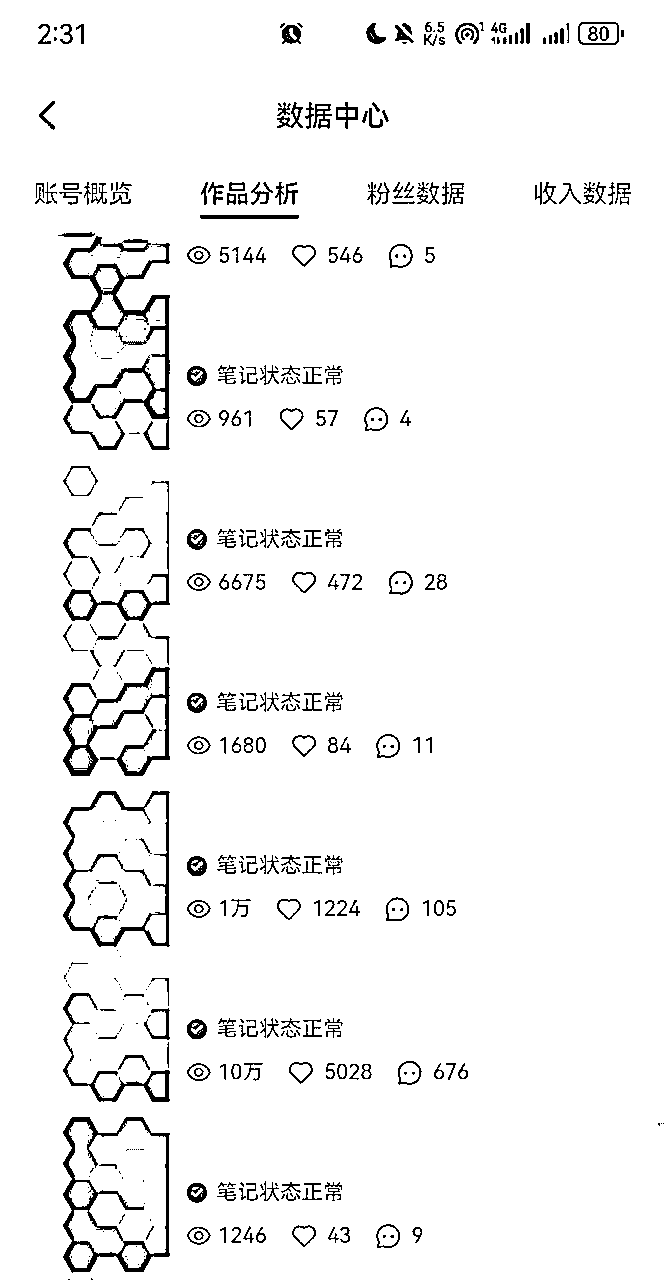 2:31 6.5 K/s 1 4G 80
数据中心
账号概览 作品分析 粉丝数据 收入数据
5144 546 5
笔记状态正常
961 57 4
笔记状态正常
6675 472 28
笔记状态正常
1680 84 11
笔记状态正常
1万 1224 105
笔记状态正常
10万 5028 676
笔记状态正常
1246 43 9